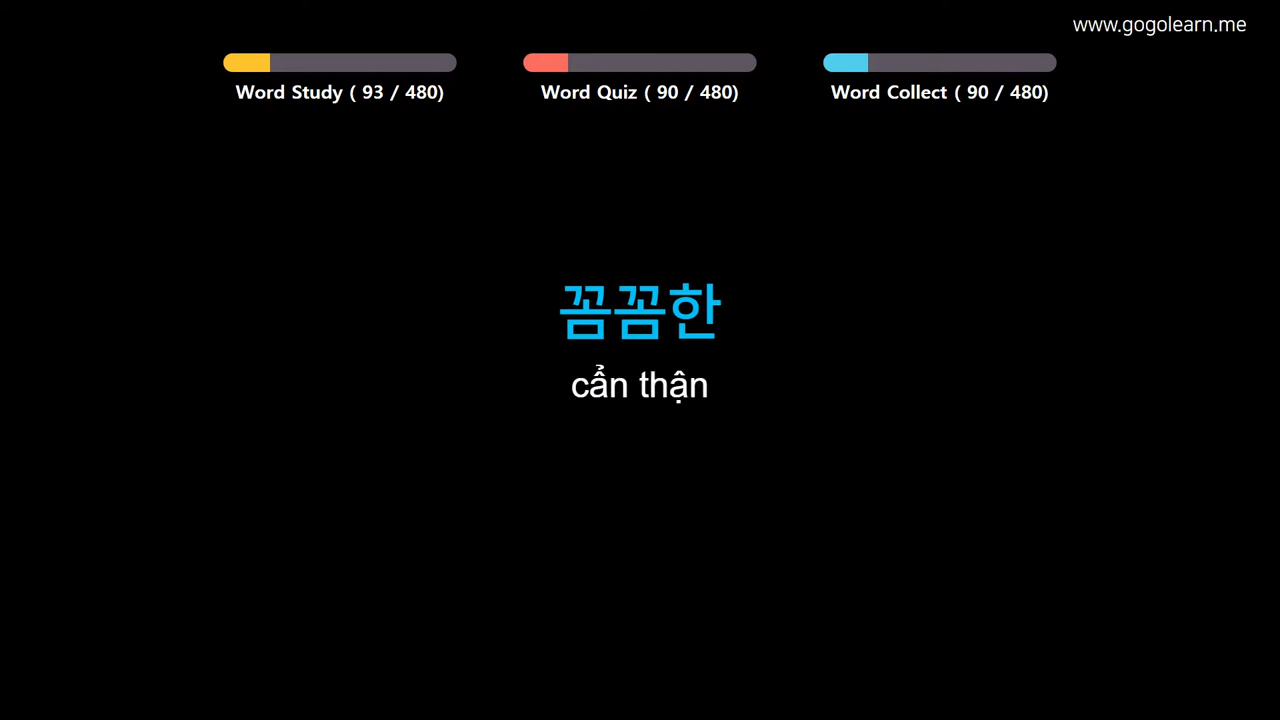 www.gogolearn.me
Word Study ( 93 / 480)
Word Quiz ( 90 / 480)
Word Collect ( 90 / 480)
꼼꼼한
cẩn thận